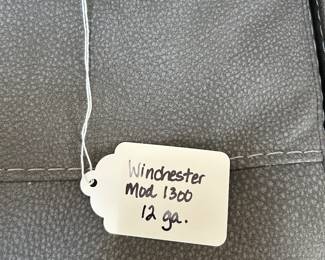 Winchester
Mod 1300
12 ga.